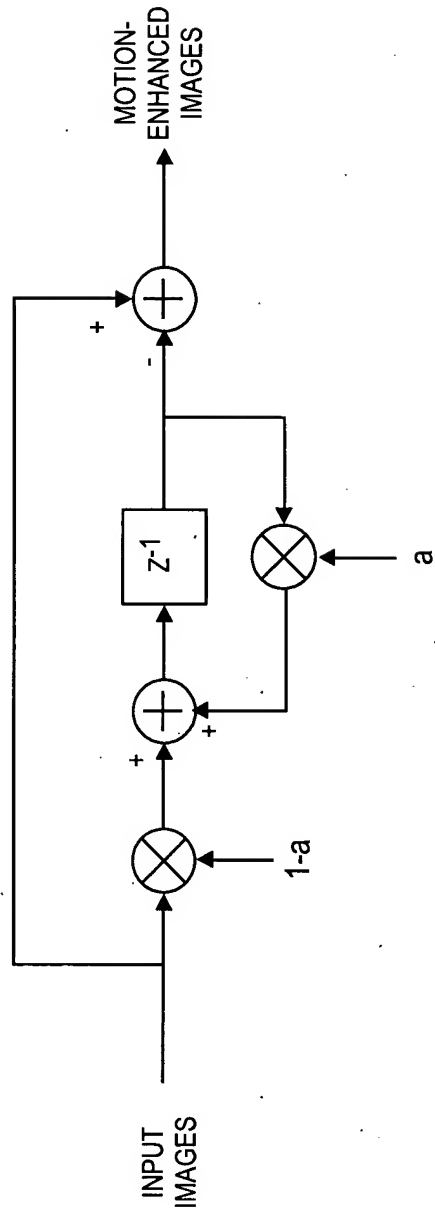 INPUT
IMAGES
1-a
+
+
z-1
a
-
+
MOTION-
ENHANCED
IMAGES